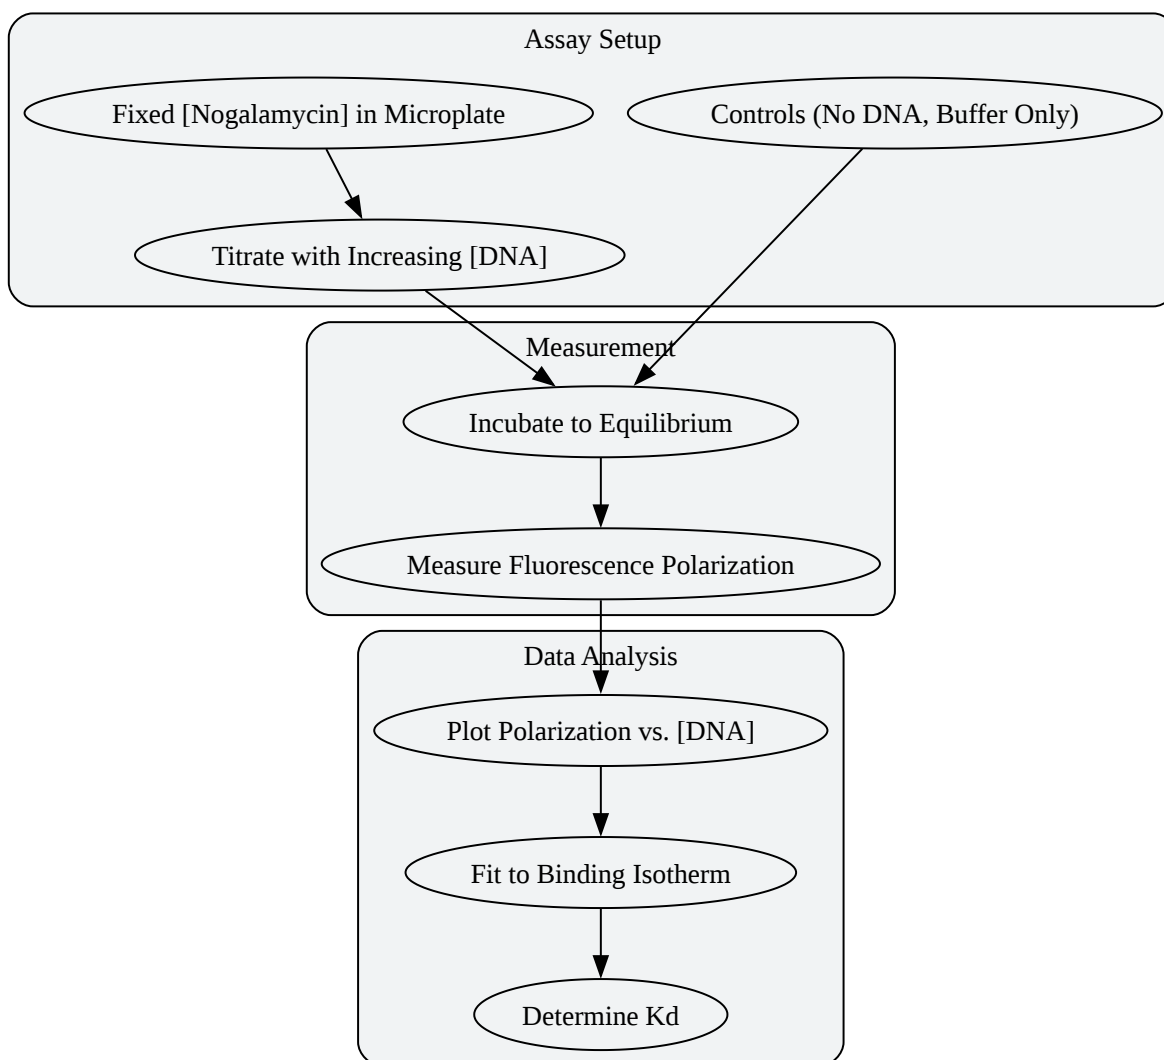 Assay Setup
Fixed [Nogalamycin] in Microplate
Controls (No DNA, Buffer Only)
Titrate with Increasing [DNA]
Measurement
Incubate to Equilibrium
Measure Fluorescence Polarization
Data Analysis
Plot Polarization vs. [DNA]
Fit to Binding Isotherm
Determine Kd